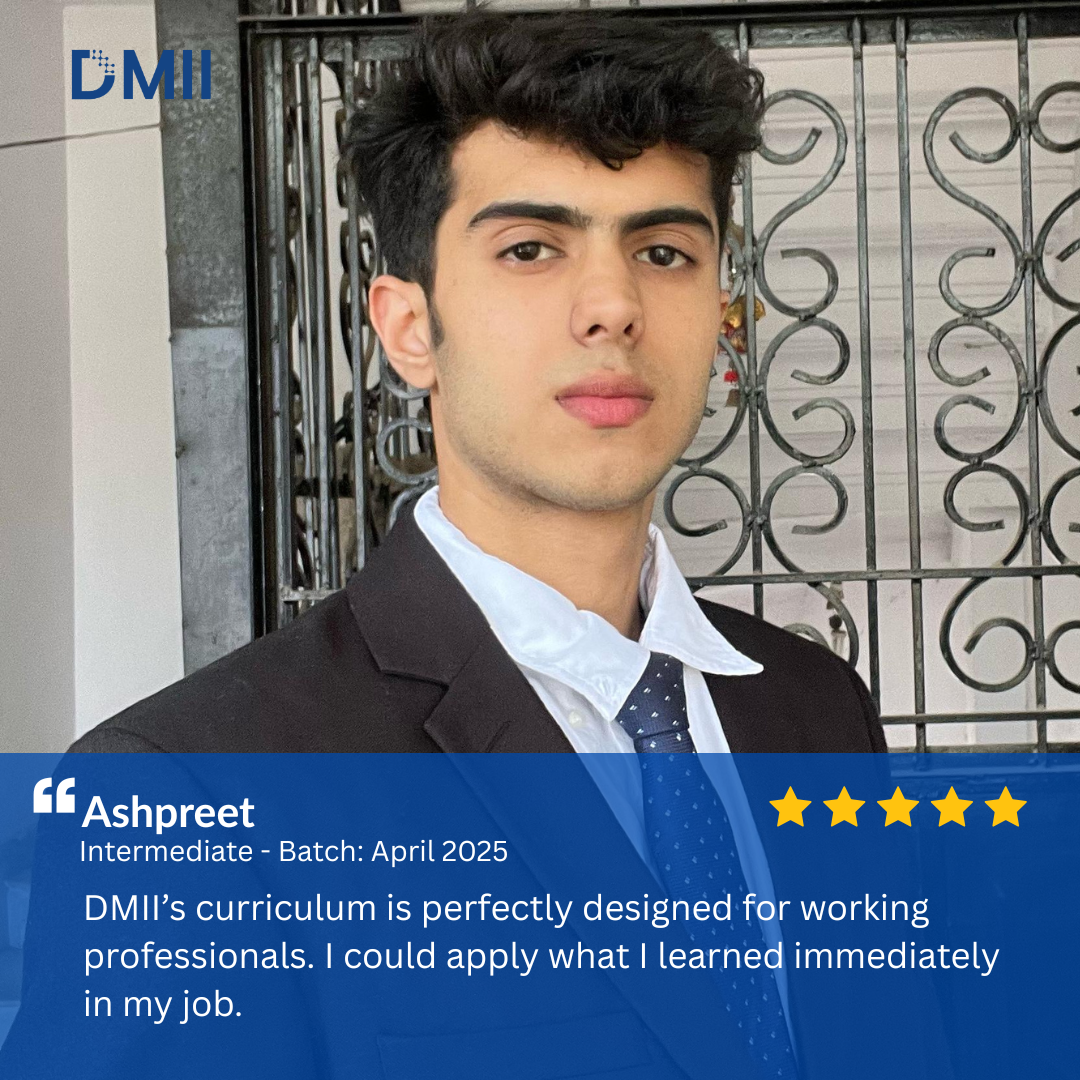 DMII
Ashpreet
Intermediate - Batch: April 2025
DMII’s curriculum is perfectly designed for working
professionals. I could apply what I learned immediately
in my job.